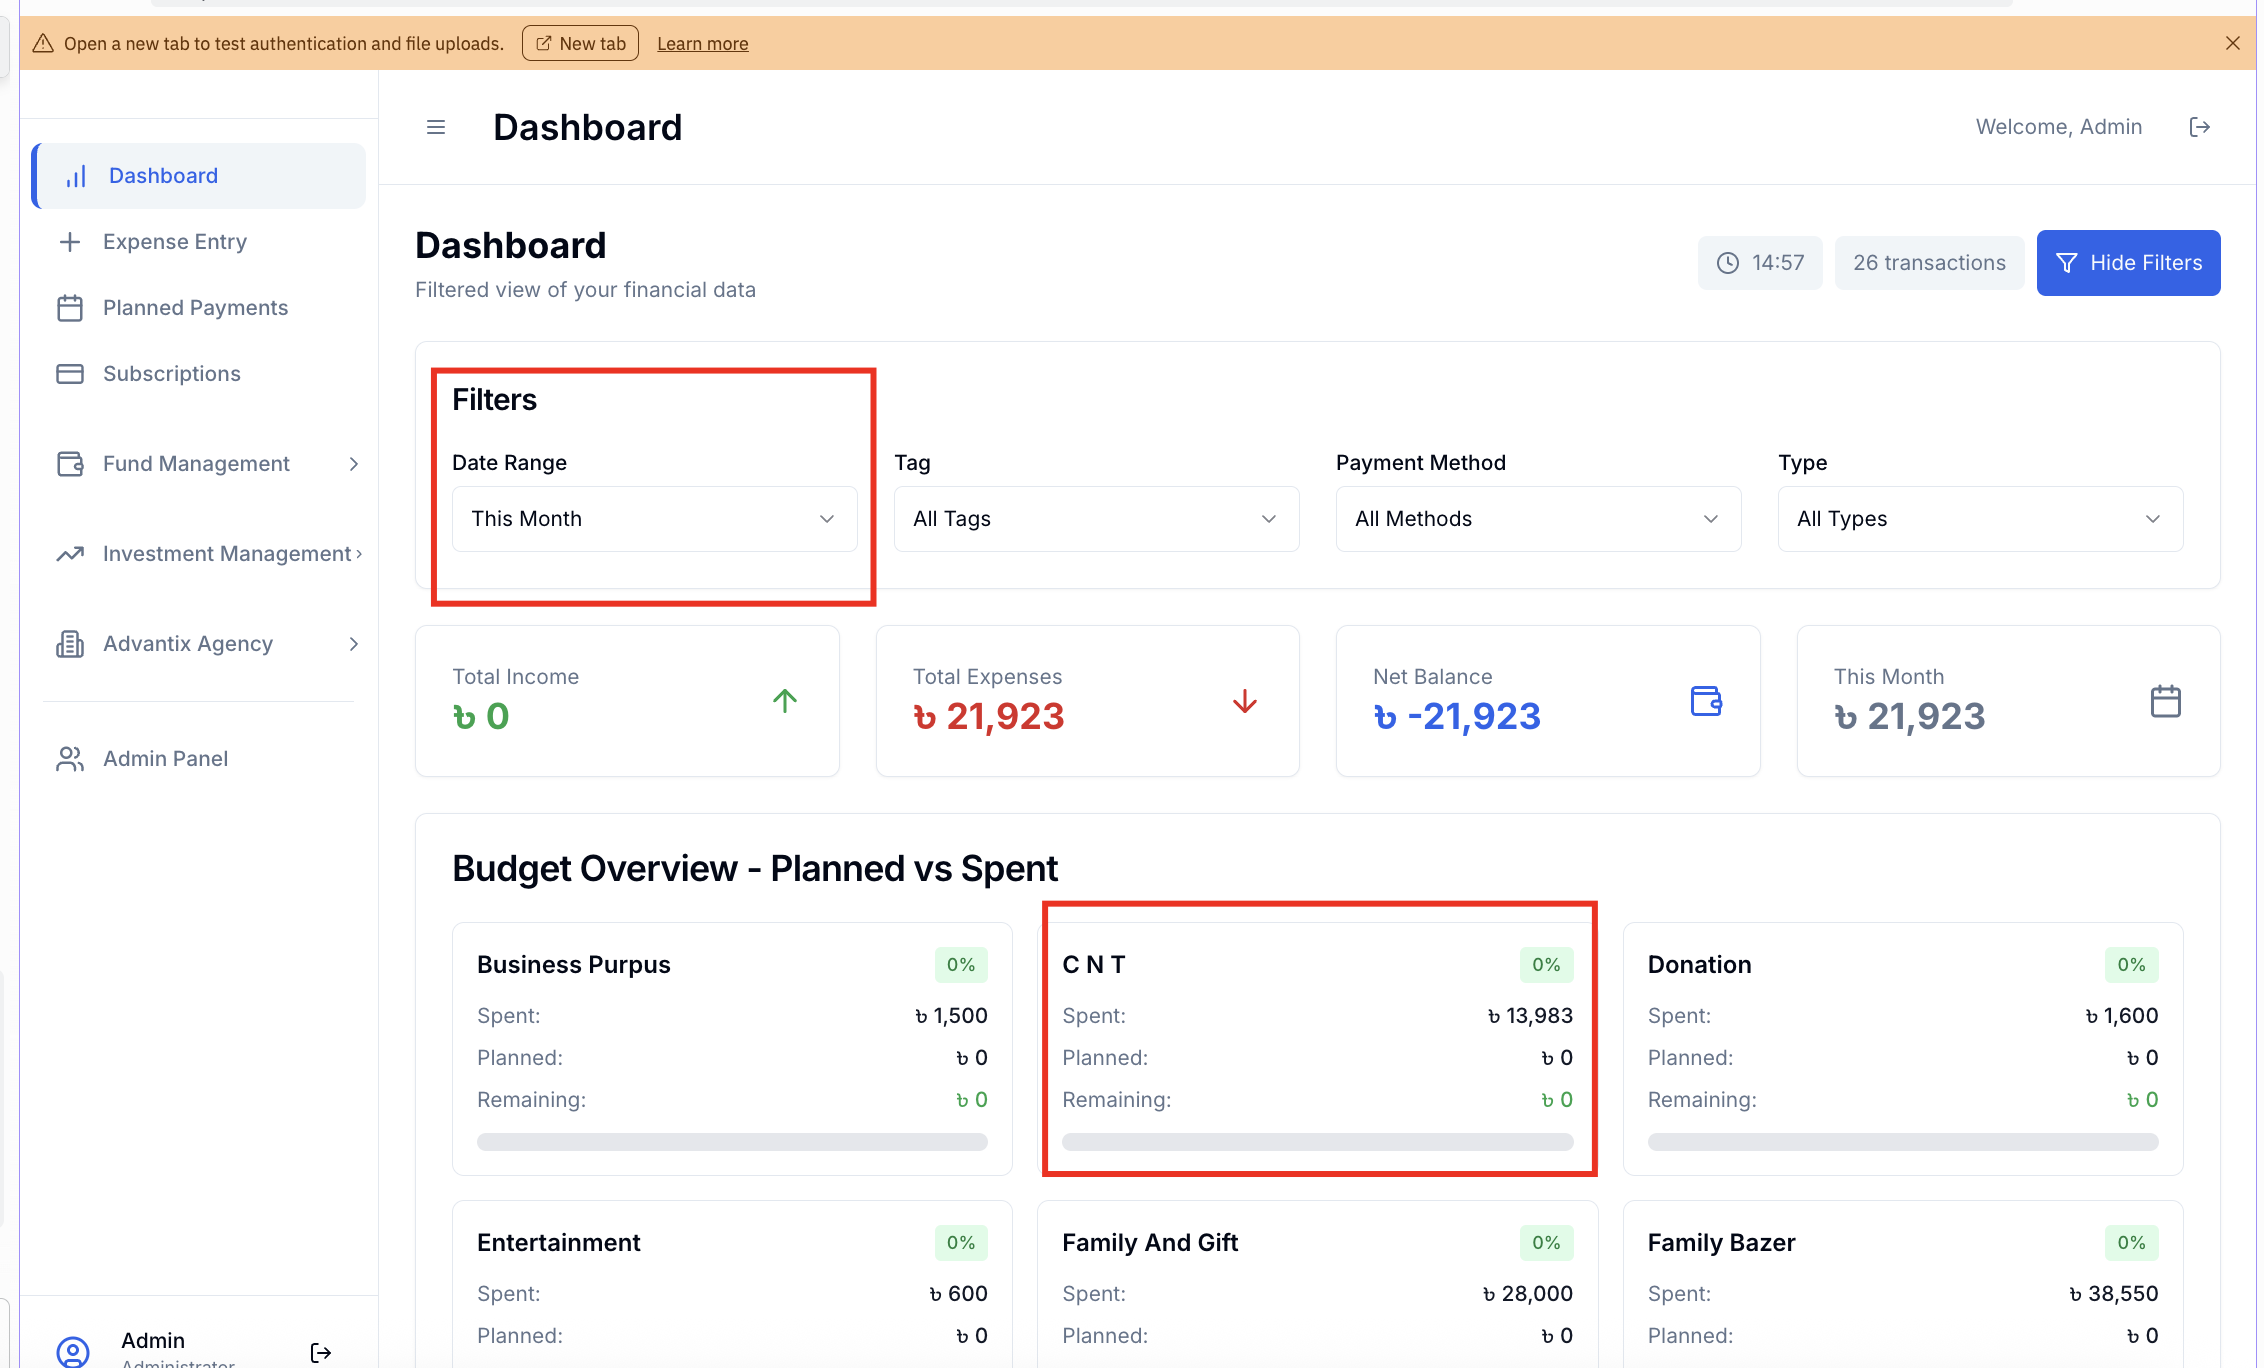 Open a new tab to test authentication and file uploads. New tab Learn more
Dashboard
Expense Entry
Planned Payments
Subscriptions
Fund Management
Investment Management
Advantix Agency
Admin Panel
Admin
Dashboard
Welcome, Admin
Dashboard
Filtered view of your financial data
14:57
26 transactions
Hide Filters
Filters
Date Range
This Month
Tag
All Tags
Payment Method
All Methods
Type
All Types
Total Income
৳ 0
Total Expenses
৳ 21,923
Net Balance
৳ -21,923
This Month
৳ 21,923
Budget Overview - Planned vs Spent
Business Purpus 0%
Spent: ৳ 1,500
Planned: ৳ 0
Remaining: ৳ 0
C N T 0%
Spent: ৳ 13,983
Planned: ৳ 0
Remaining: ৳ 0
Donation 0%
Spent: ৳ 1,600
Planned: ৳ 0
Remaining: ৳ 0
Entertainment 0%
Spent: ৳ 600
Planned: ৳ 0
Family And Gift 0%
Spent: ৳ 28,000
Planned: ৳ 0
Family Bazer 0%
Spent: ৳ 38,550
Planned: ৳ 0